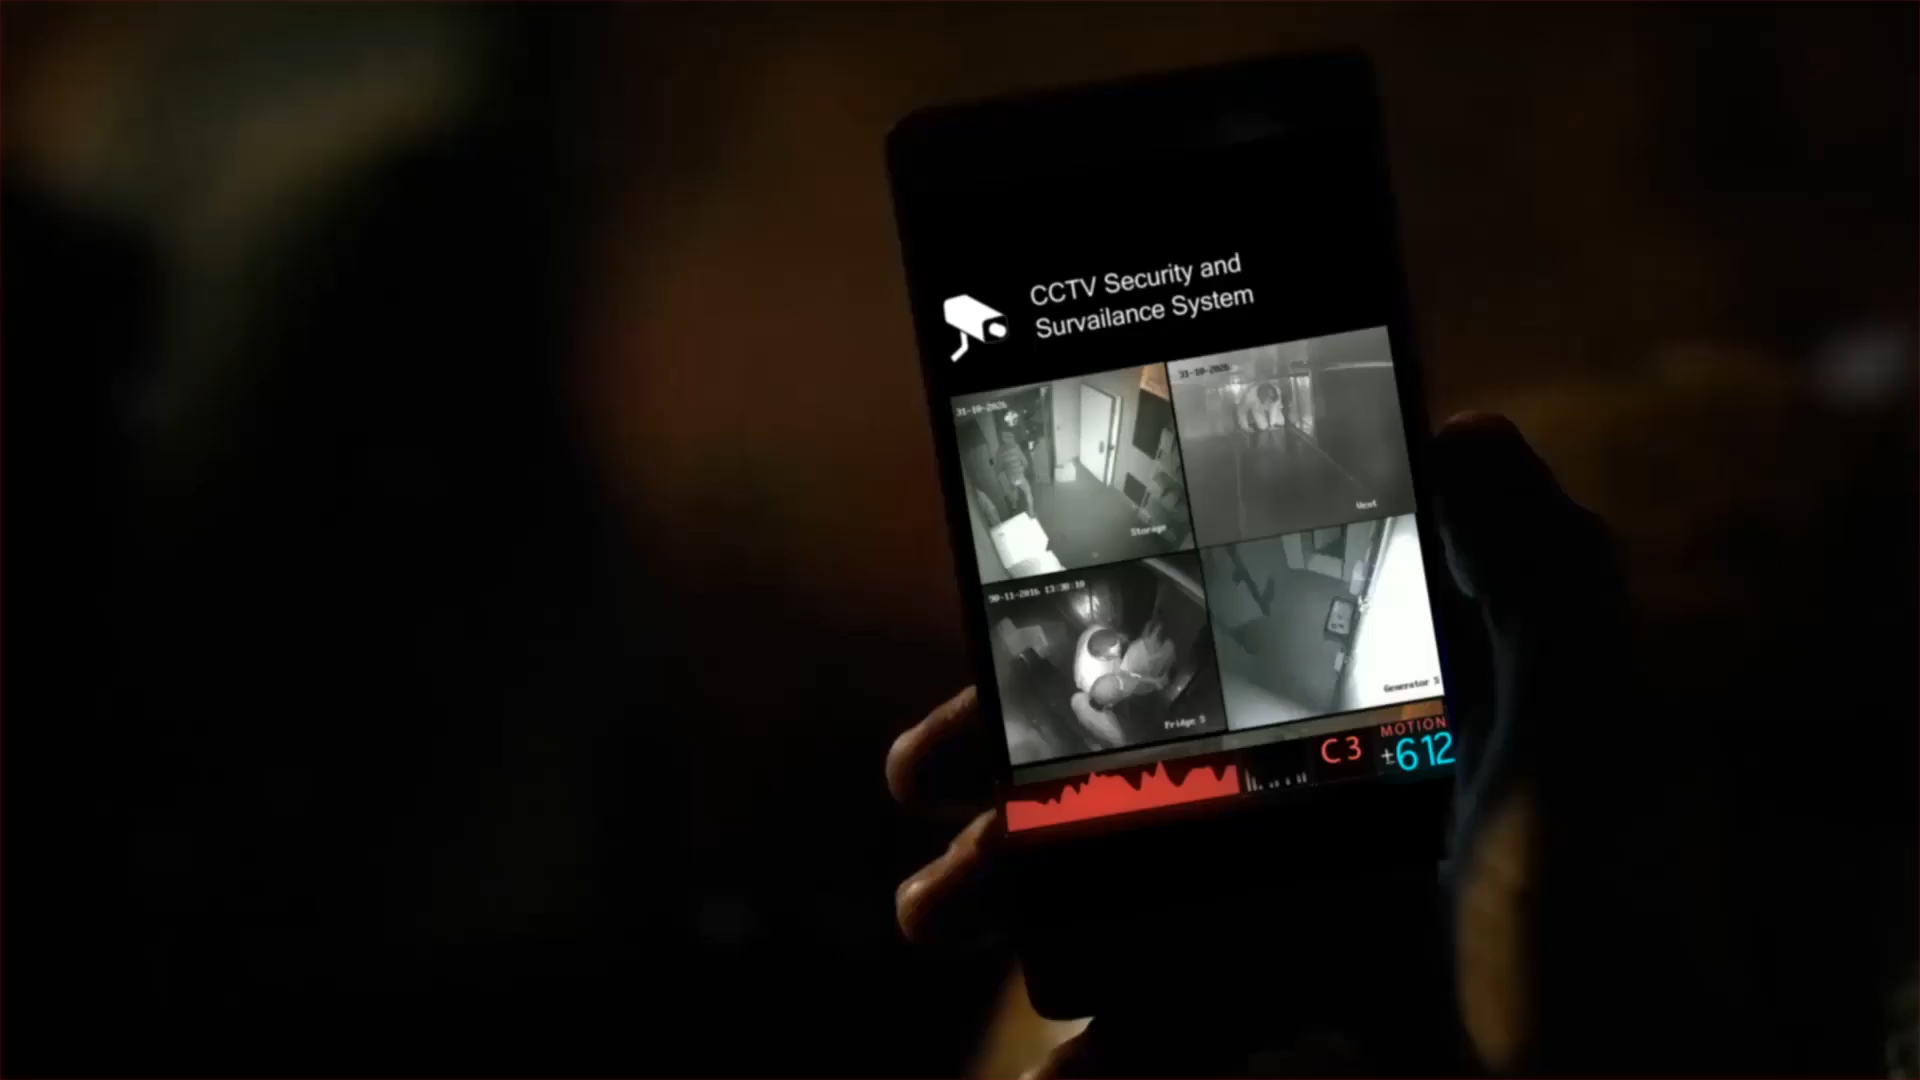 CCTV Security and
Survailance System
31-10-2026
31-10-2026
Storage
Vent
30-11-2016 13:30:10
Fridge 5
Generator 5
MOTION
C 3
±612